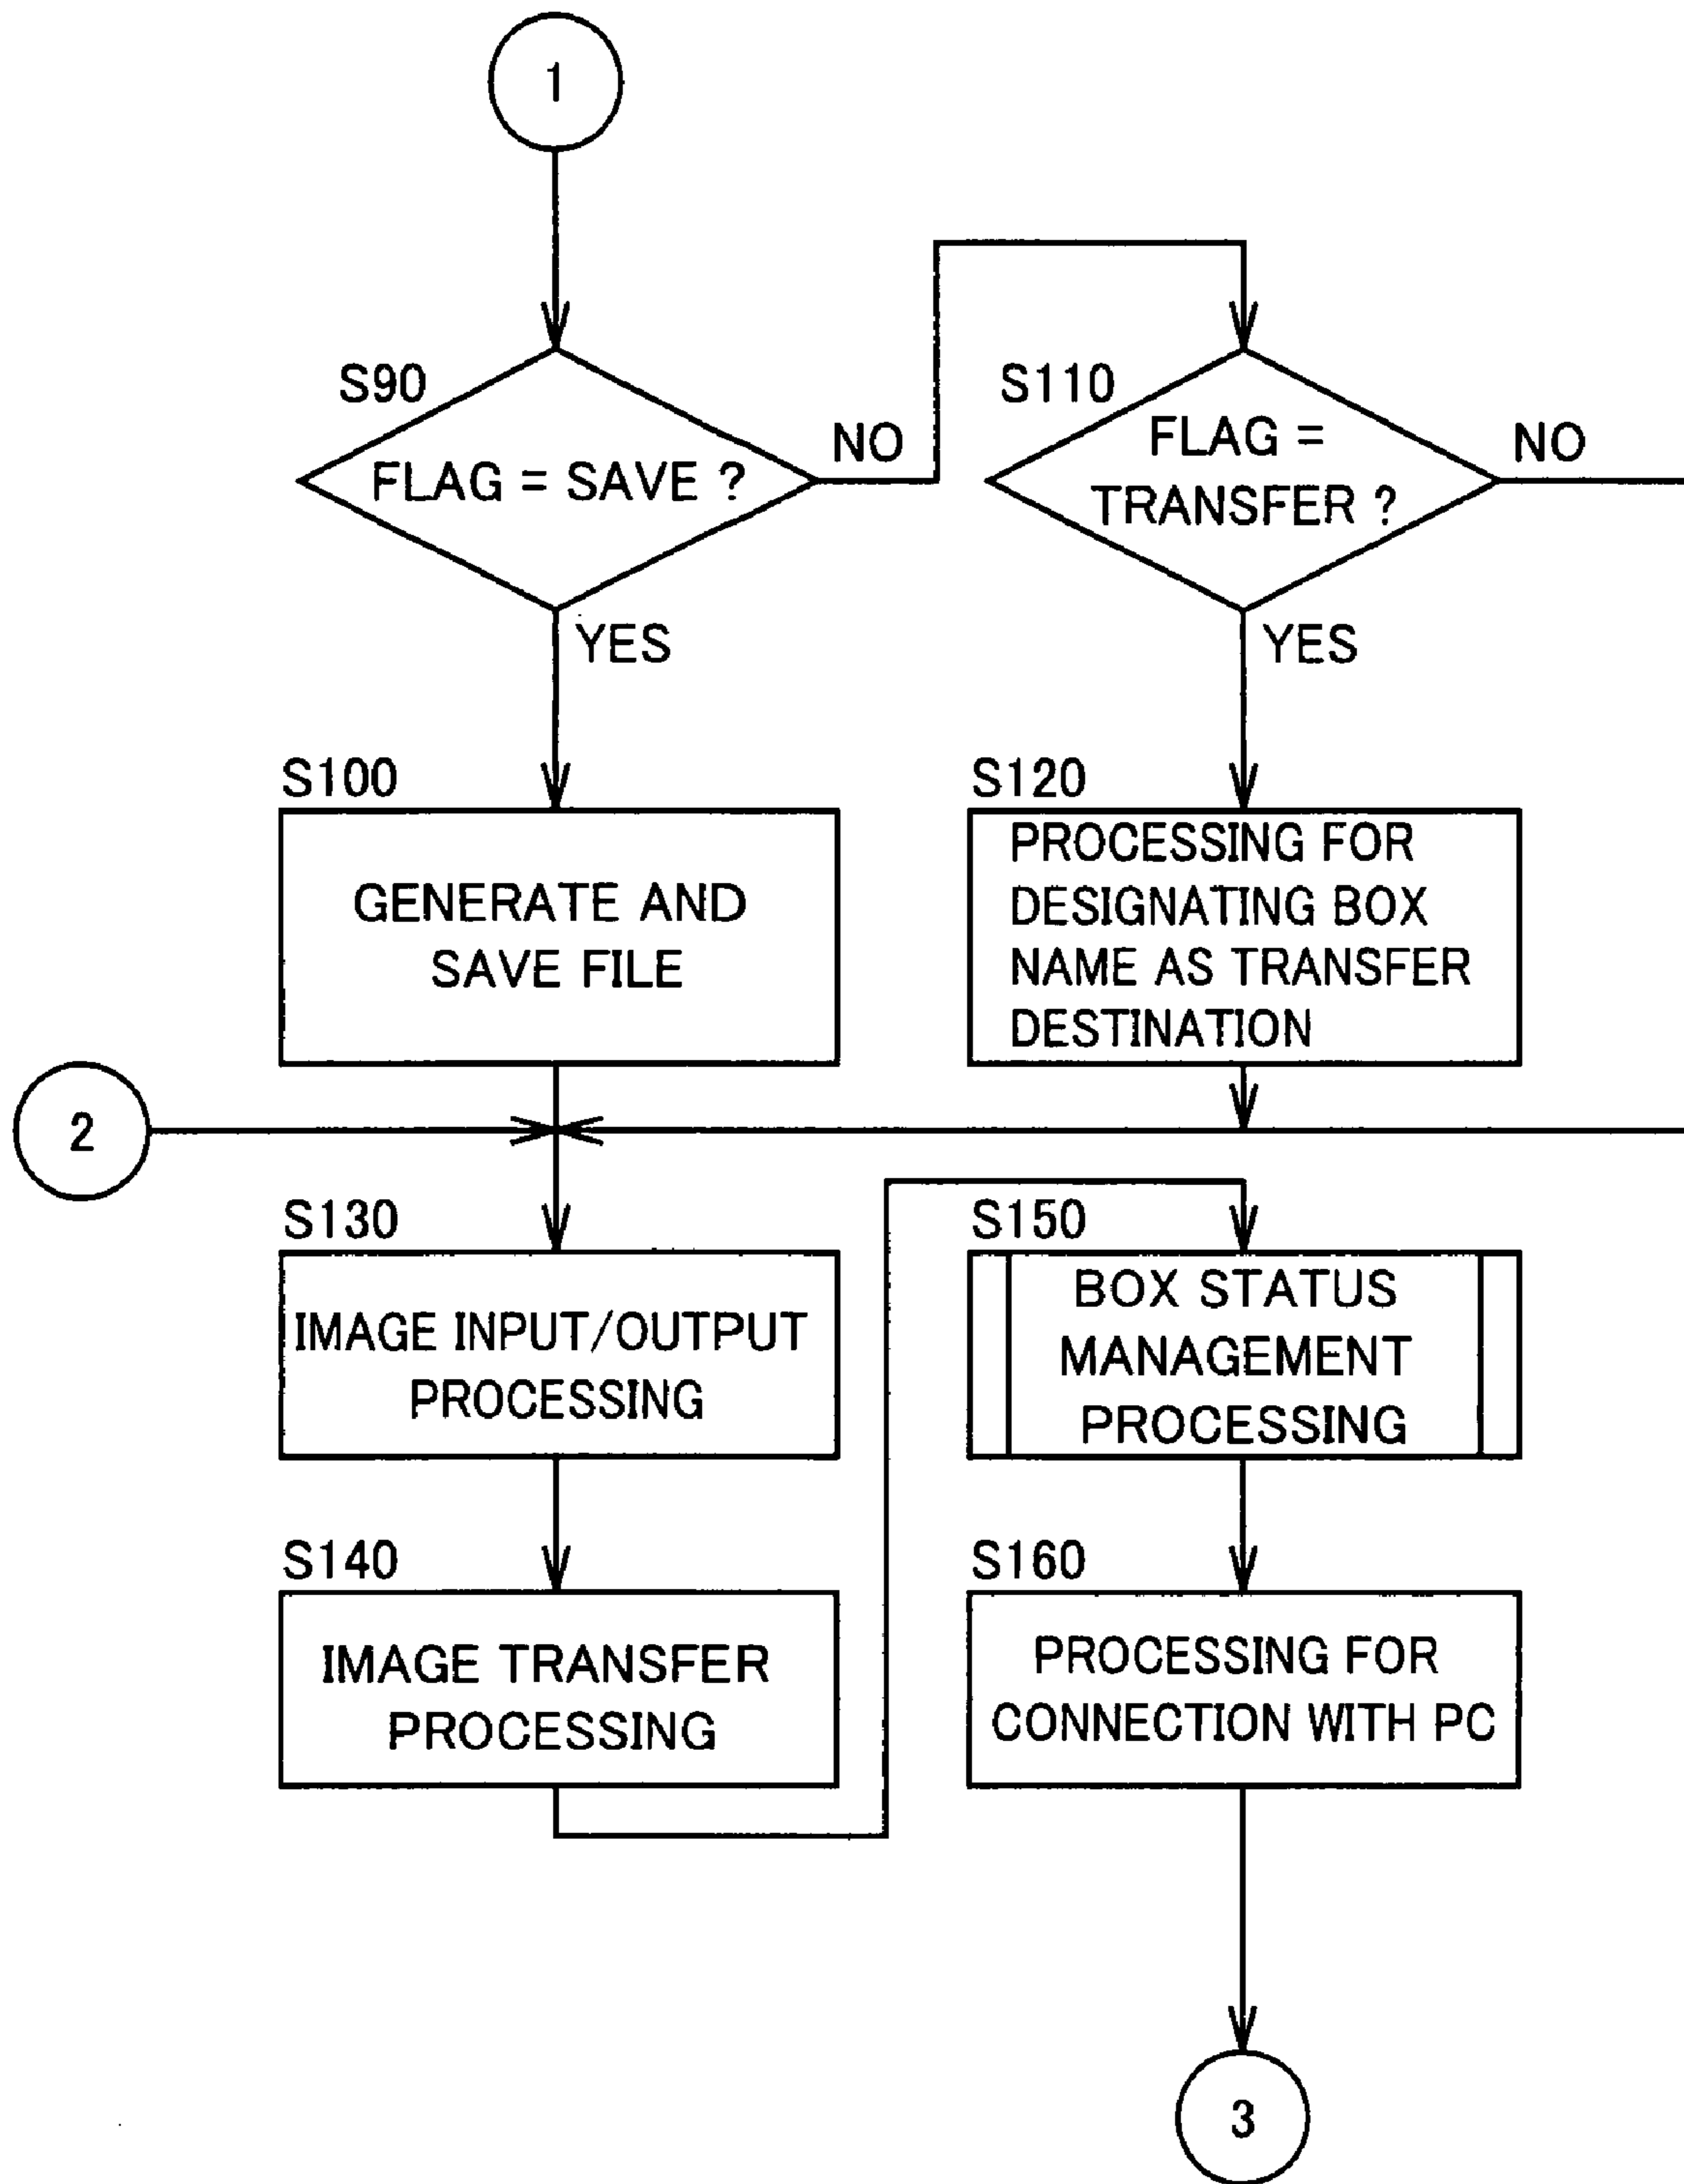 1
S90
FLAG = SAVE ?
NO
YES
S110
FLAG =
TRANSFER ?
NO
YES
S100
GENERATE AND
SAVE FILE
S120
PROCESSING FOR
DESIGNATING BOX
NAME AS TRANSFER
DESTINATION
2
S130
IMAGE INPUT/OUTPUT
PROCESSING
S140
IMAGE TRANSFER
PROCESSING
S150
BOX STATUS
MANAGEMENT
PROCESSING
S160
PROCESSING FOR
CONNECTION WITH PC
3